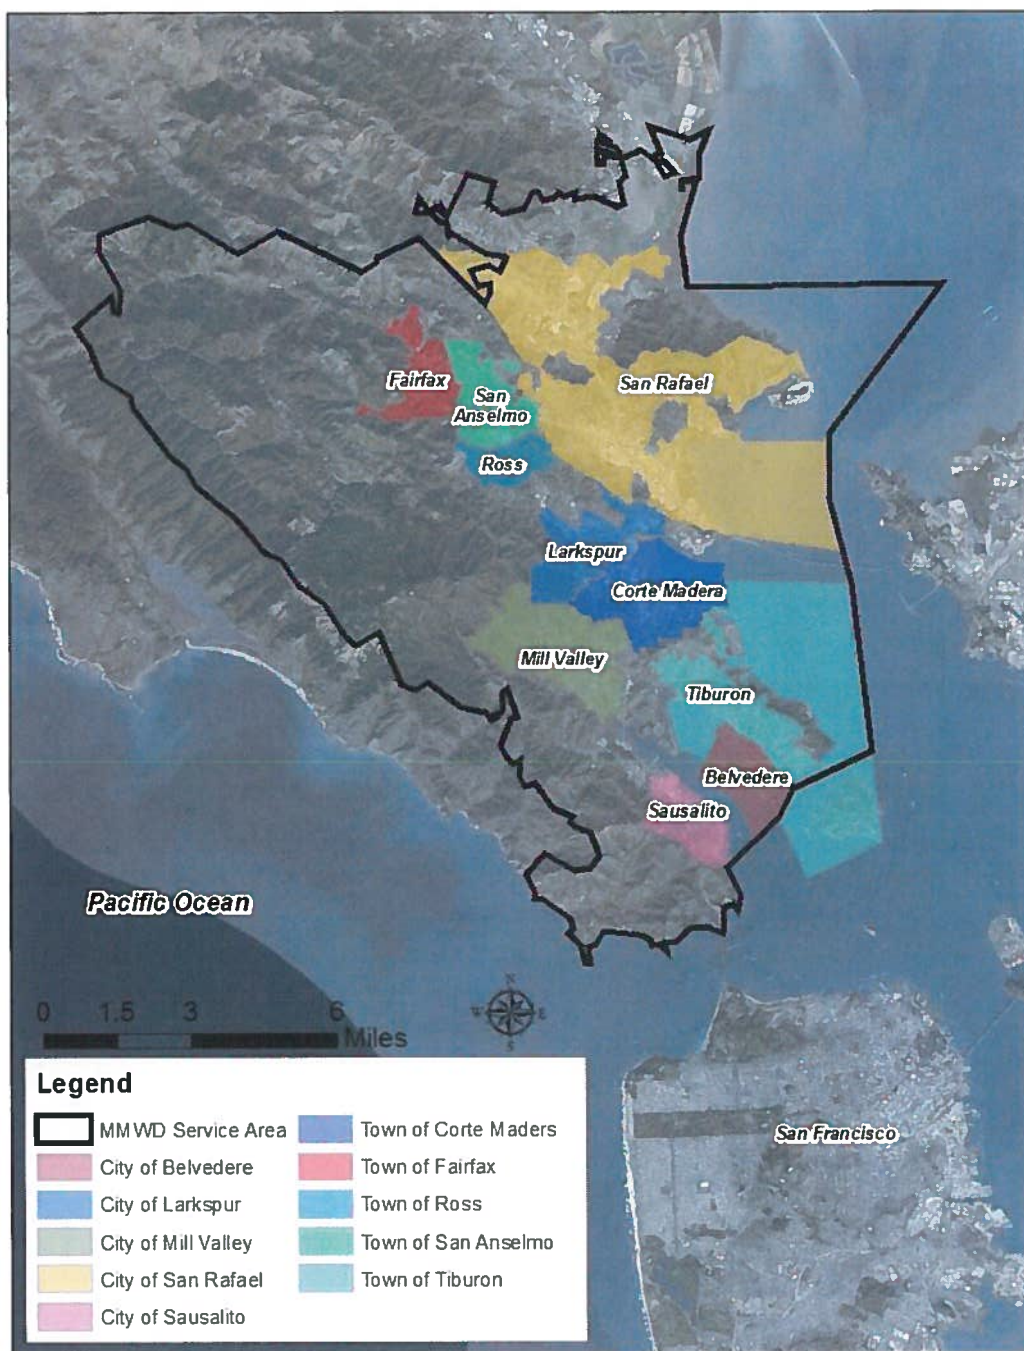 Fairfax
San
Anselmo
San Rafael
Ross
Larkspur
Corte Madera
Mill Valley
Tiburon
Belvedere
Sausalito
Pacific Ocean
N
W E
S
0 1.5 3 6
Miles
San Francisco
Legend
MMWD Service Area
City of Belvedere
City of Larkspur
City of Mill Valley
City of San Rafael
City of Sausalito
Town of Corte Maders
Town of Fairfax
Town of Ross
Town of San Anselmo
Town of Tiburon